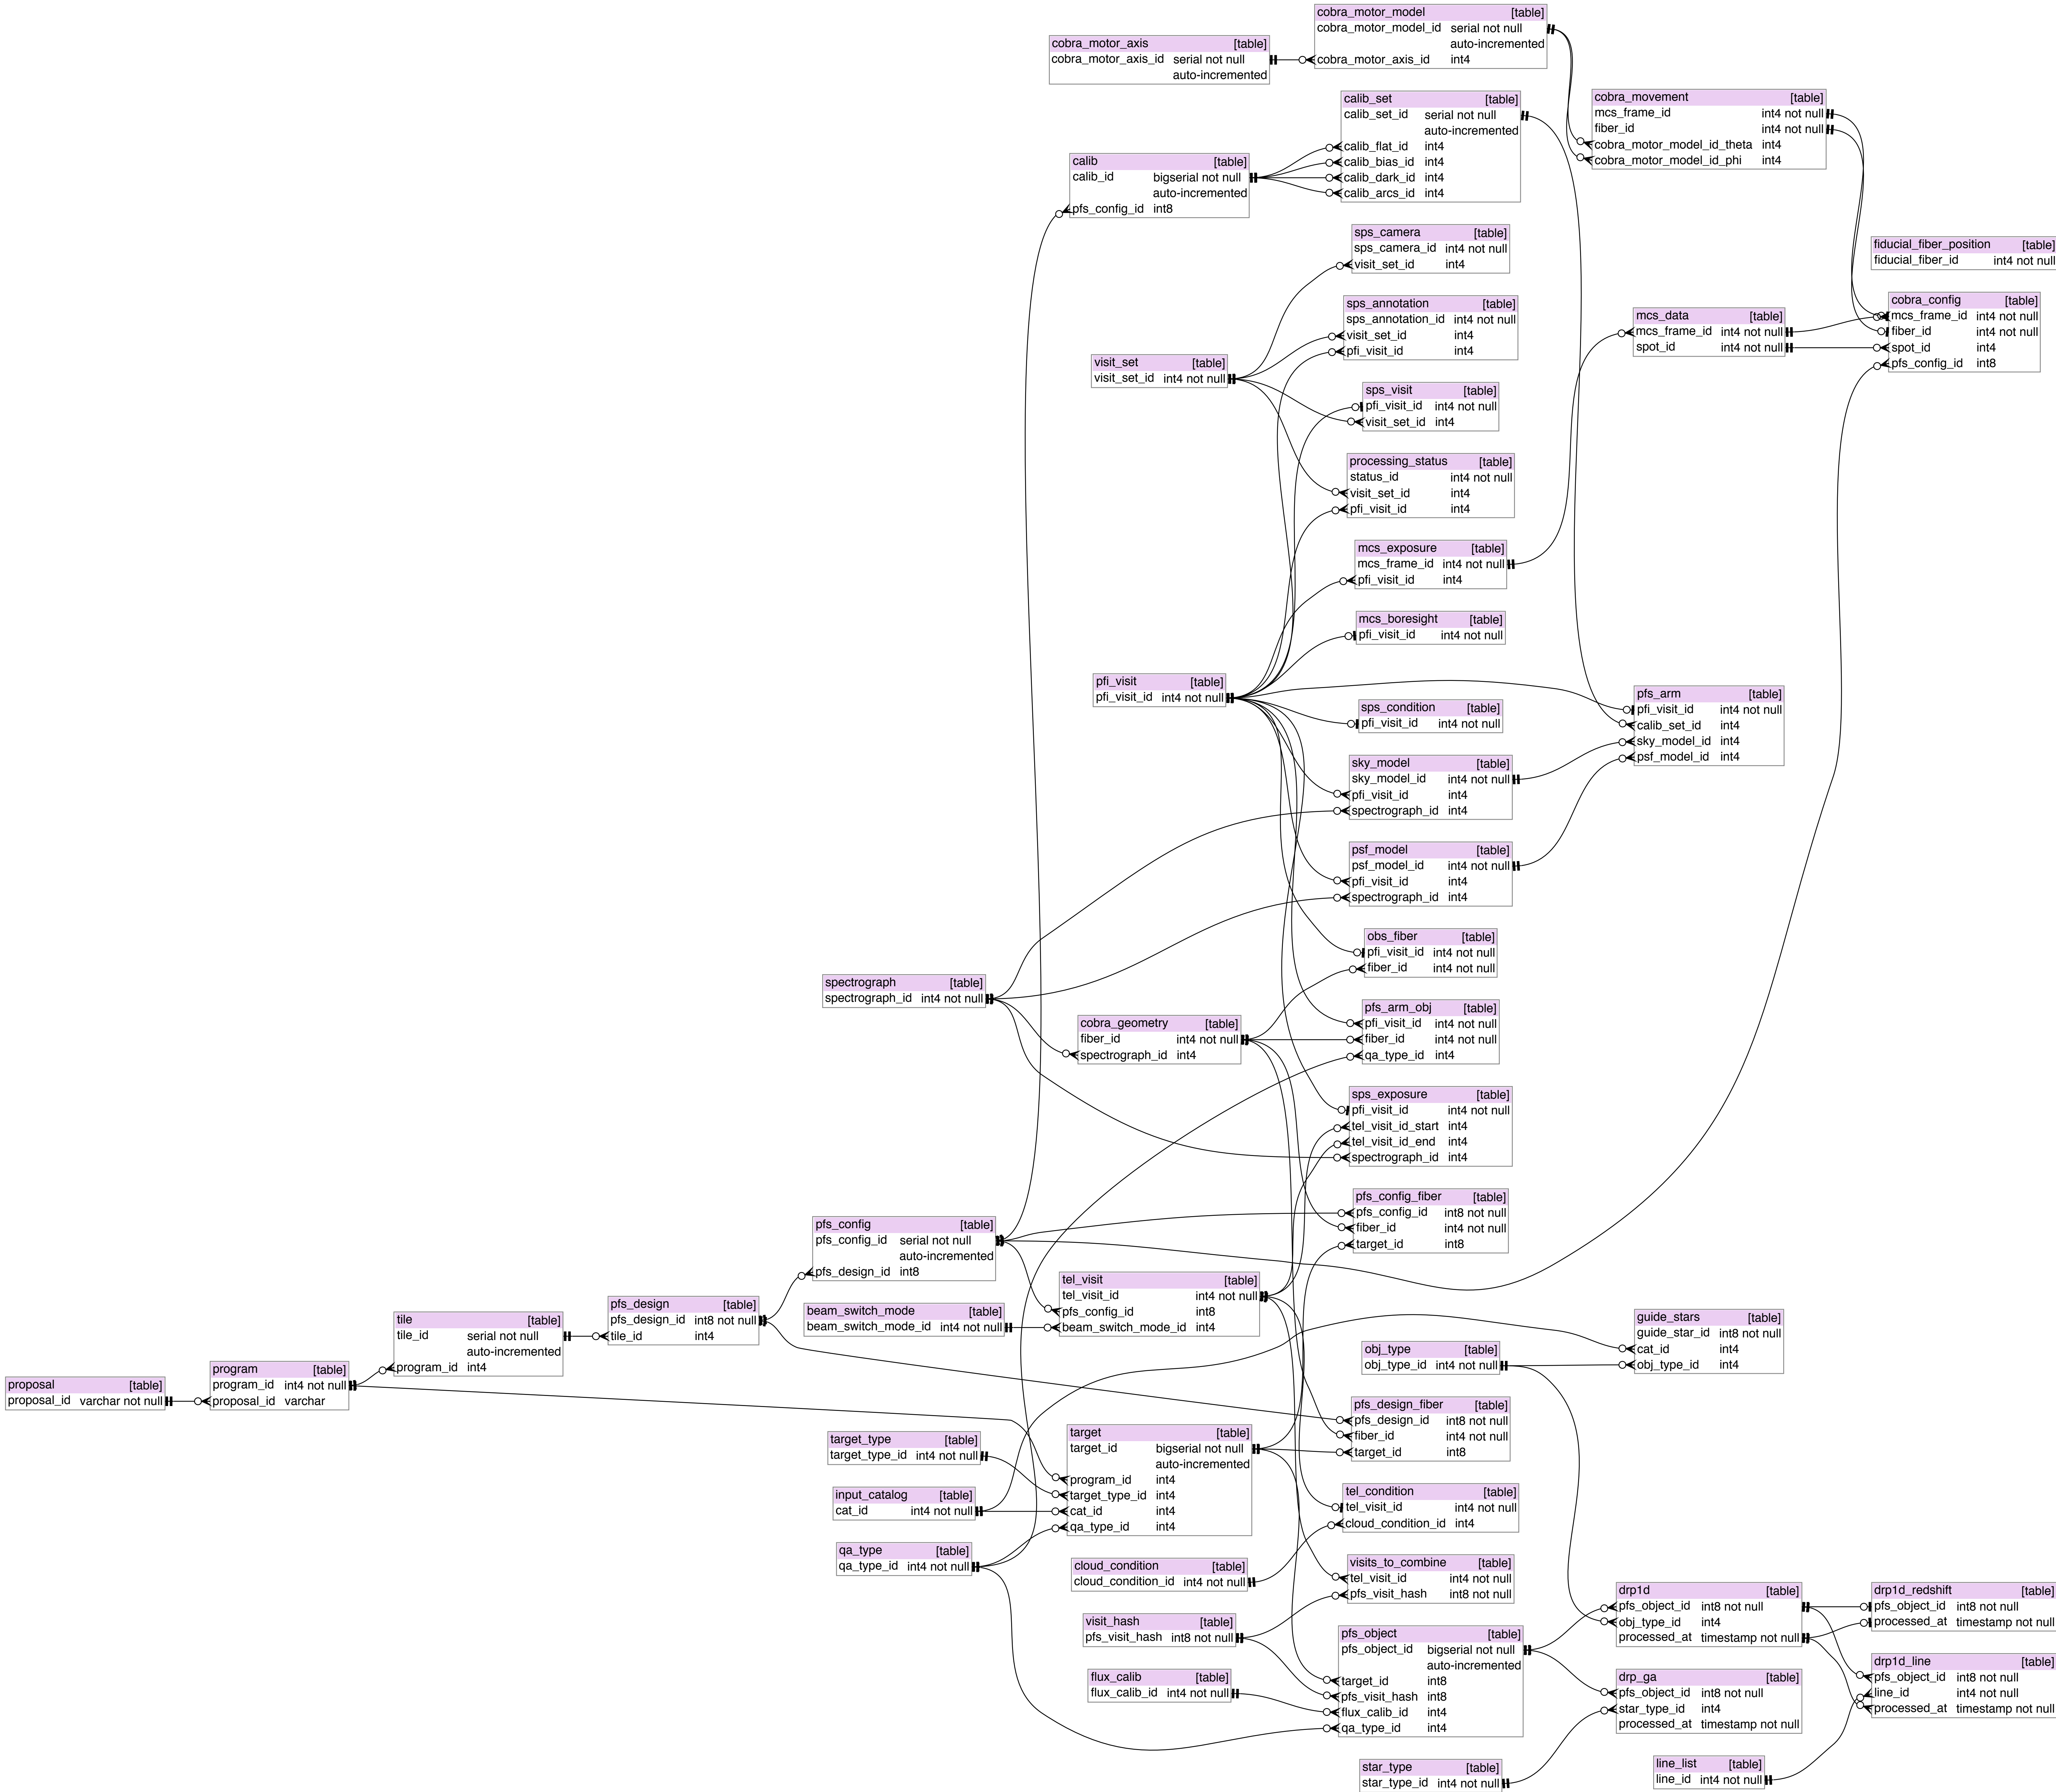 cobra_motor_model [table]
cobra_motor_model_id serial not null
auto-incremented
cobra_motor_axis_id int4
cobra_motor_axis [table]
cobra_motor_axis_id serial not null
auto-incremented
calib_set [table]
calib_set_id serial not null
auto-incremented
calib_flat_id int4
calib_bias_id int4
calib_dark_id int4
calib_arcs_id int4
cobra_movement [table]
mcs_frame_id int4 not null
fiber_id int4 not null
cobra_motor_model_id_theta int4
cobra_motor_model_id_phi int4
calib [table]
calib_id bigserial not null
auto-incremented
pfs_config_id int8
sps_camera [table]
sps_camera_id int4 not null
visit_set_id int4
fiducial_fiber_position [table]
fiducial_fiber_id int4 not null
sps_annotation [table]
sps_annotation_id int4 not null
visit_set_id int4
pfi_visit_id int4
mcs_data [table]
mcs_frame_id int4 not null
spot_id int4 not null
cobra_config [table]
mcs_frame_id int4 not null
fiber_id int4 not null
spot_id int4
pfs_config_id int8
visit_set [table]
visit_set_id int4 not null
sps_visit [table]
pfi_visit_id int4 not null
visit_set_id int4
processing_status [table]
status_id int4 not null
visit_set_id int4
pfi_visit_id int4
mcs_exposure [table]
mcs_frame_id int4 not null
pfi_visit_id int4
mcs_boresight [table]
pfi_visit_id int4 not null
pfi_visit [table]
pfi_visit_id int4 not null
sps_condition [table]
pfi_visit_id int4 not null
pfs_arm [table]
pfi_visit_id int4 not null
calib_set_id int4
sky_model_id int4
psf_model_id int4
sky_model [table]
sky_model_id int4 not null
pfi_visit_id int4
spectrograph_id int4
psf_model [table]
psf_model_id int4 not null
pfi_visit_id int4
spectrograph_id int4
obs_fiber [table]
pfi_visit_id int4 not null
fiber_id int4 not null
spectrograph [table]
spectrograph_id int4 not null
cobra_geometry [table]
fiber_id int4 not null
spectrograph_id int4
pfs_arm_obj [table]
pfi_visit_id int4 not null
fiber_id int4 not null
qa_type_id int4
sps_exposure [table]
pfi_visit_id int4 not null
tel_visit_id_start int4
tel_visit_id_end int4
spectrograph_id int4
pfs_config_fiber [table]
pfs_config_id int8 not null
fiber_id int4 not null
target_id int8
pfs_config [table]
pfs_config_id serial not null
auto-incremented
pfs_design_id int8
tel_visit [table]
tel_visit_id int4 not null
pfs_config_id int8
beam_switch_mode_id int4
beam_switch_mode [table]
beam_switch_mode_id int4 not null
pfs_design [table]
pfs_design_id int8 not null
tile_id int4
tile [table]
tile_id serial not null
auto-incremented
program_id int4
program [table]
program_id int4 not null
proposal_id varchar
proposal [table]
proposal_id varchar not null
guide_stars [table]
guide_star_id int8 not null
cat_id int4
obj_type_id int4
obj_type [table]
obj_type_id int4 not null
pfs_design_fiber [table]
pfs_design_id int8 not null
fiber_id int4 not null
target_id int8
target_type [table]
target_type_id int4 not null
target [table]
target_id bigserial not null
auto-incremented
program_id int4
target_type_id int4
cat_id int4
qa_type_id int4
input_catalog [table]
cat_id int4 not null
tel_condition [table]
tel_visit_id int4 not null
cloud_condition_id int4
qa_type [table]
qa_type_id int4 not null
cloud_condition [table]
cloud_condition_id int4 not null
visits_to_combine [table]
tel_visit_id int4 not null
pfs_visit_hash int8 not null
visit_hash [table]
pfs_visit_hash int8 not null
pfs_object [table]
pfs_object_id bigserial not null
auto-incremented
target_id int8
pfs_visit_hash int8
flux_calib_id int4
qa_type_id int4
flux_calib [table]
flux_calib_id int4 not null
drp1d [table]
pfs_object_id int8 not null
obj_type_id int4
processed_at timestamp not null
drp1d_redshift [table]
pfs_object_id int8 not null
processed_at timestamp not null
drp_ga [table]
pfs_object_id int8 not null
star_type_id int4
processed_at timestamp not null
drp1d_line [table]
pfs_object_id int8 not null
line_id int4 not null
processed_at timestamp not null
star_type [table]
star_type_id int4 not null
line_list [table]
line_id int4 not null